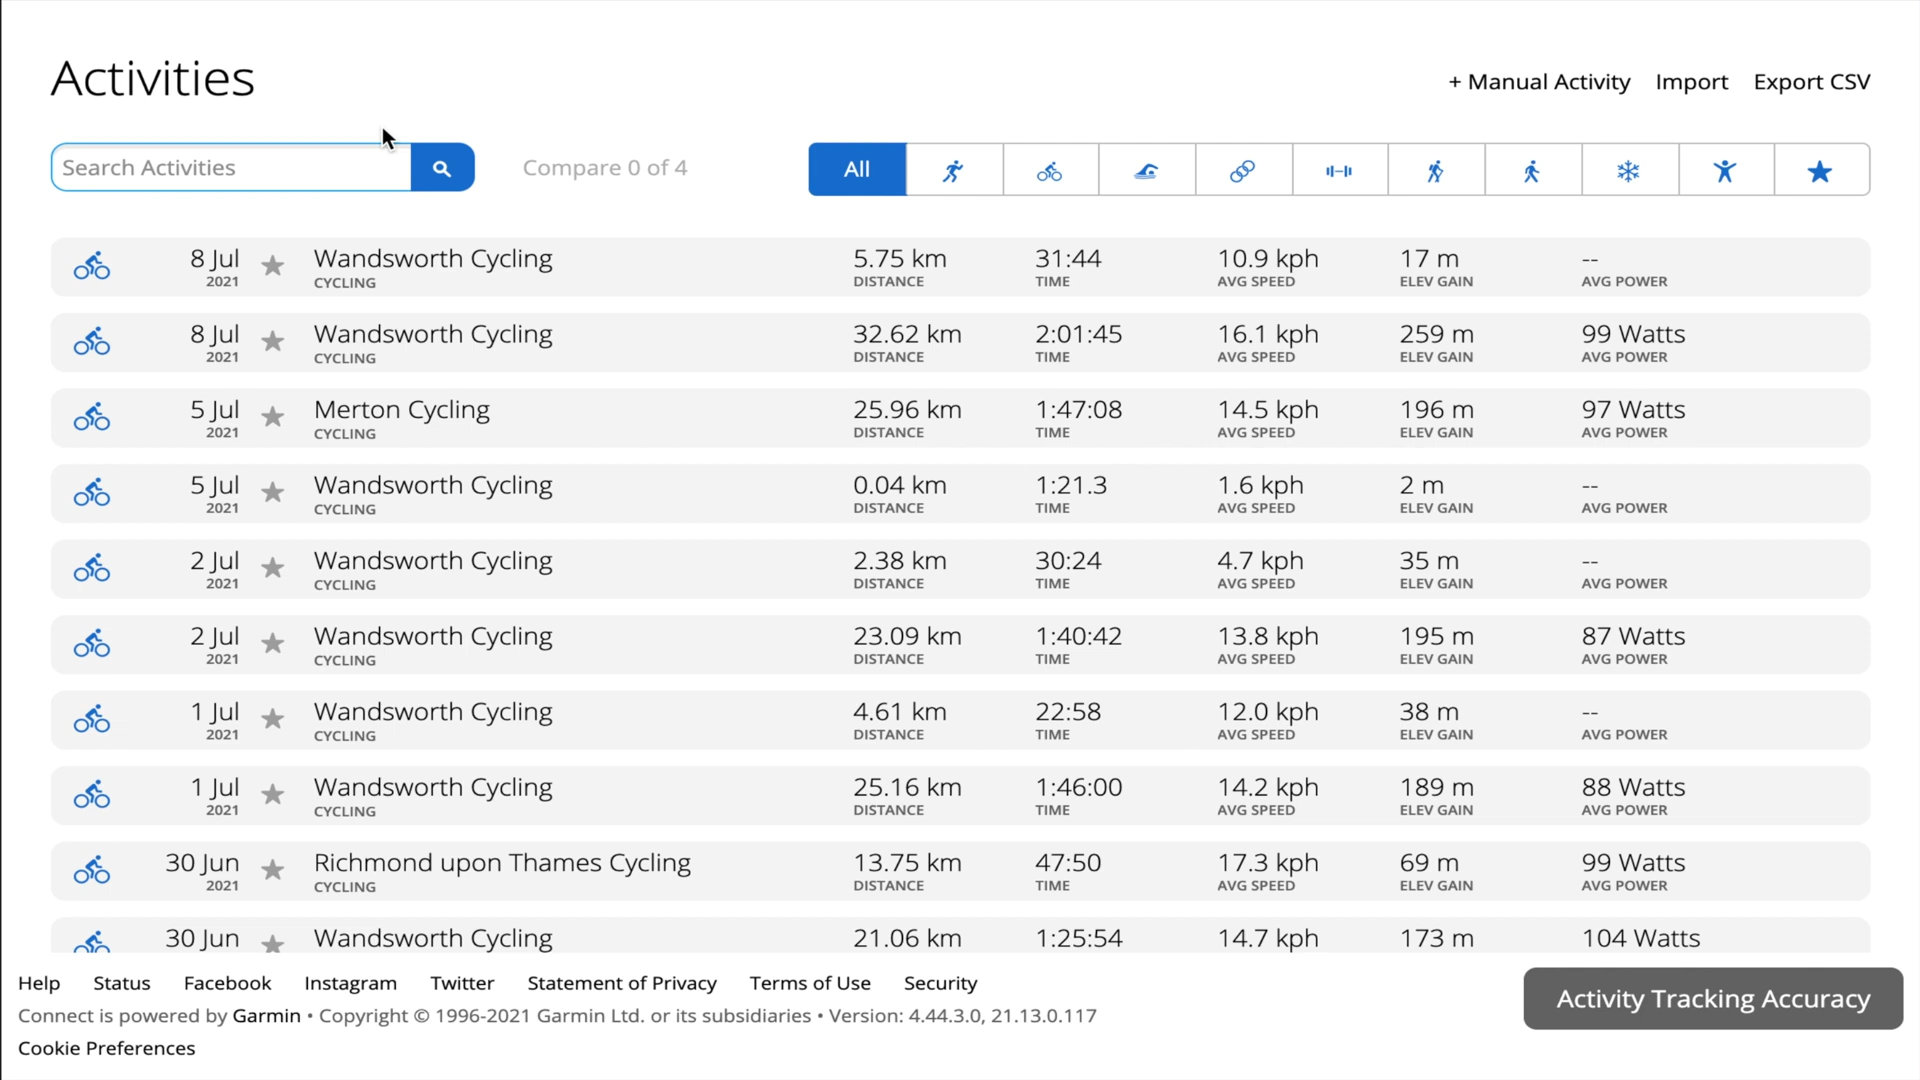 Activities
+ Manual Activity Import Export CSV
Search Activities Compare 0 of 4 All
8 Jul Wandsworth Cycling 5.75 km 31:44 10.9 kph 17 m --
2021 CYCLING DISTANCE TIME AVG SPEED ELEV GAIN AVG POWER
8 Jul Wandsworth Cycling 32.62 km 2:01:45 16.1 kph 259 m 99 Watts
2021 CYCLING DISTANCE TIME AVG SPEED ELEV GAIN AVG POWER
5 Jul Merton Cycling 25.96 km 1:47:08 14.5 kph 196 m 97 Watts
2021 CYCLING DISTANCE TIME AVG SPEED ELEV GAIN AVG POWER
5 Jul Wandsworth Cycling 0.04 km 1:21.3 1.6 kph 2 m --
2021 CYCLING DISTANCE TIME AVG SPEED ELEV GAIN AVG POWER
2 Jul Wandsworth Cycling 2.38 km 30:24 4.7 kph 35 m --
2021 CYCLING DISTANCE TIME AVG SPEED ELEV GAIN AVG POWER
2 Jul Wandsworth Cycling 23.09 km 1:40:42 13.8 kph 195 m 87 Watts
2021 CYCLING DISTANCE TIME AVG SPEED ELEV GAIN AVG POWER
1 Jul Wandsworth Cycling 4.61 km 22:58 12.0 kph 38 m --
2021 CYCLING DISTANCE TIME AVG SPEED ELEV GAIN AVG POWER
1 Jul Wandsworth Cycling 25.16 km 1:46:00 14.2 kph 189 m 88 Watts
2021 CYCLING DISTANCE TIME AVG SPEED ELEV GAIN AVG POWER
30 Jun Richmond upon Thames Cycling 13.75 km 47:50 17.3 kph 69 m 99 Watts
2021 CYCLING DISTANCE TIME AVG SPEED ELEV GAIN AVG POWER
30 Jun Wandsworth Cycling 21.06 km 1:25:54 14.7 kph 173 m 104 Watts
Help Status Facebook Instagram Twitter Statement of Privacy Terms of Use Security
Connect is powered by Garmin • Copyright © 1996-2021 Garmin Ltd. or its subsidiaries • Version: 4.44.3.0, 21.13.0.117
Cookie Preferences
Activity Tracking Accuracy